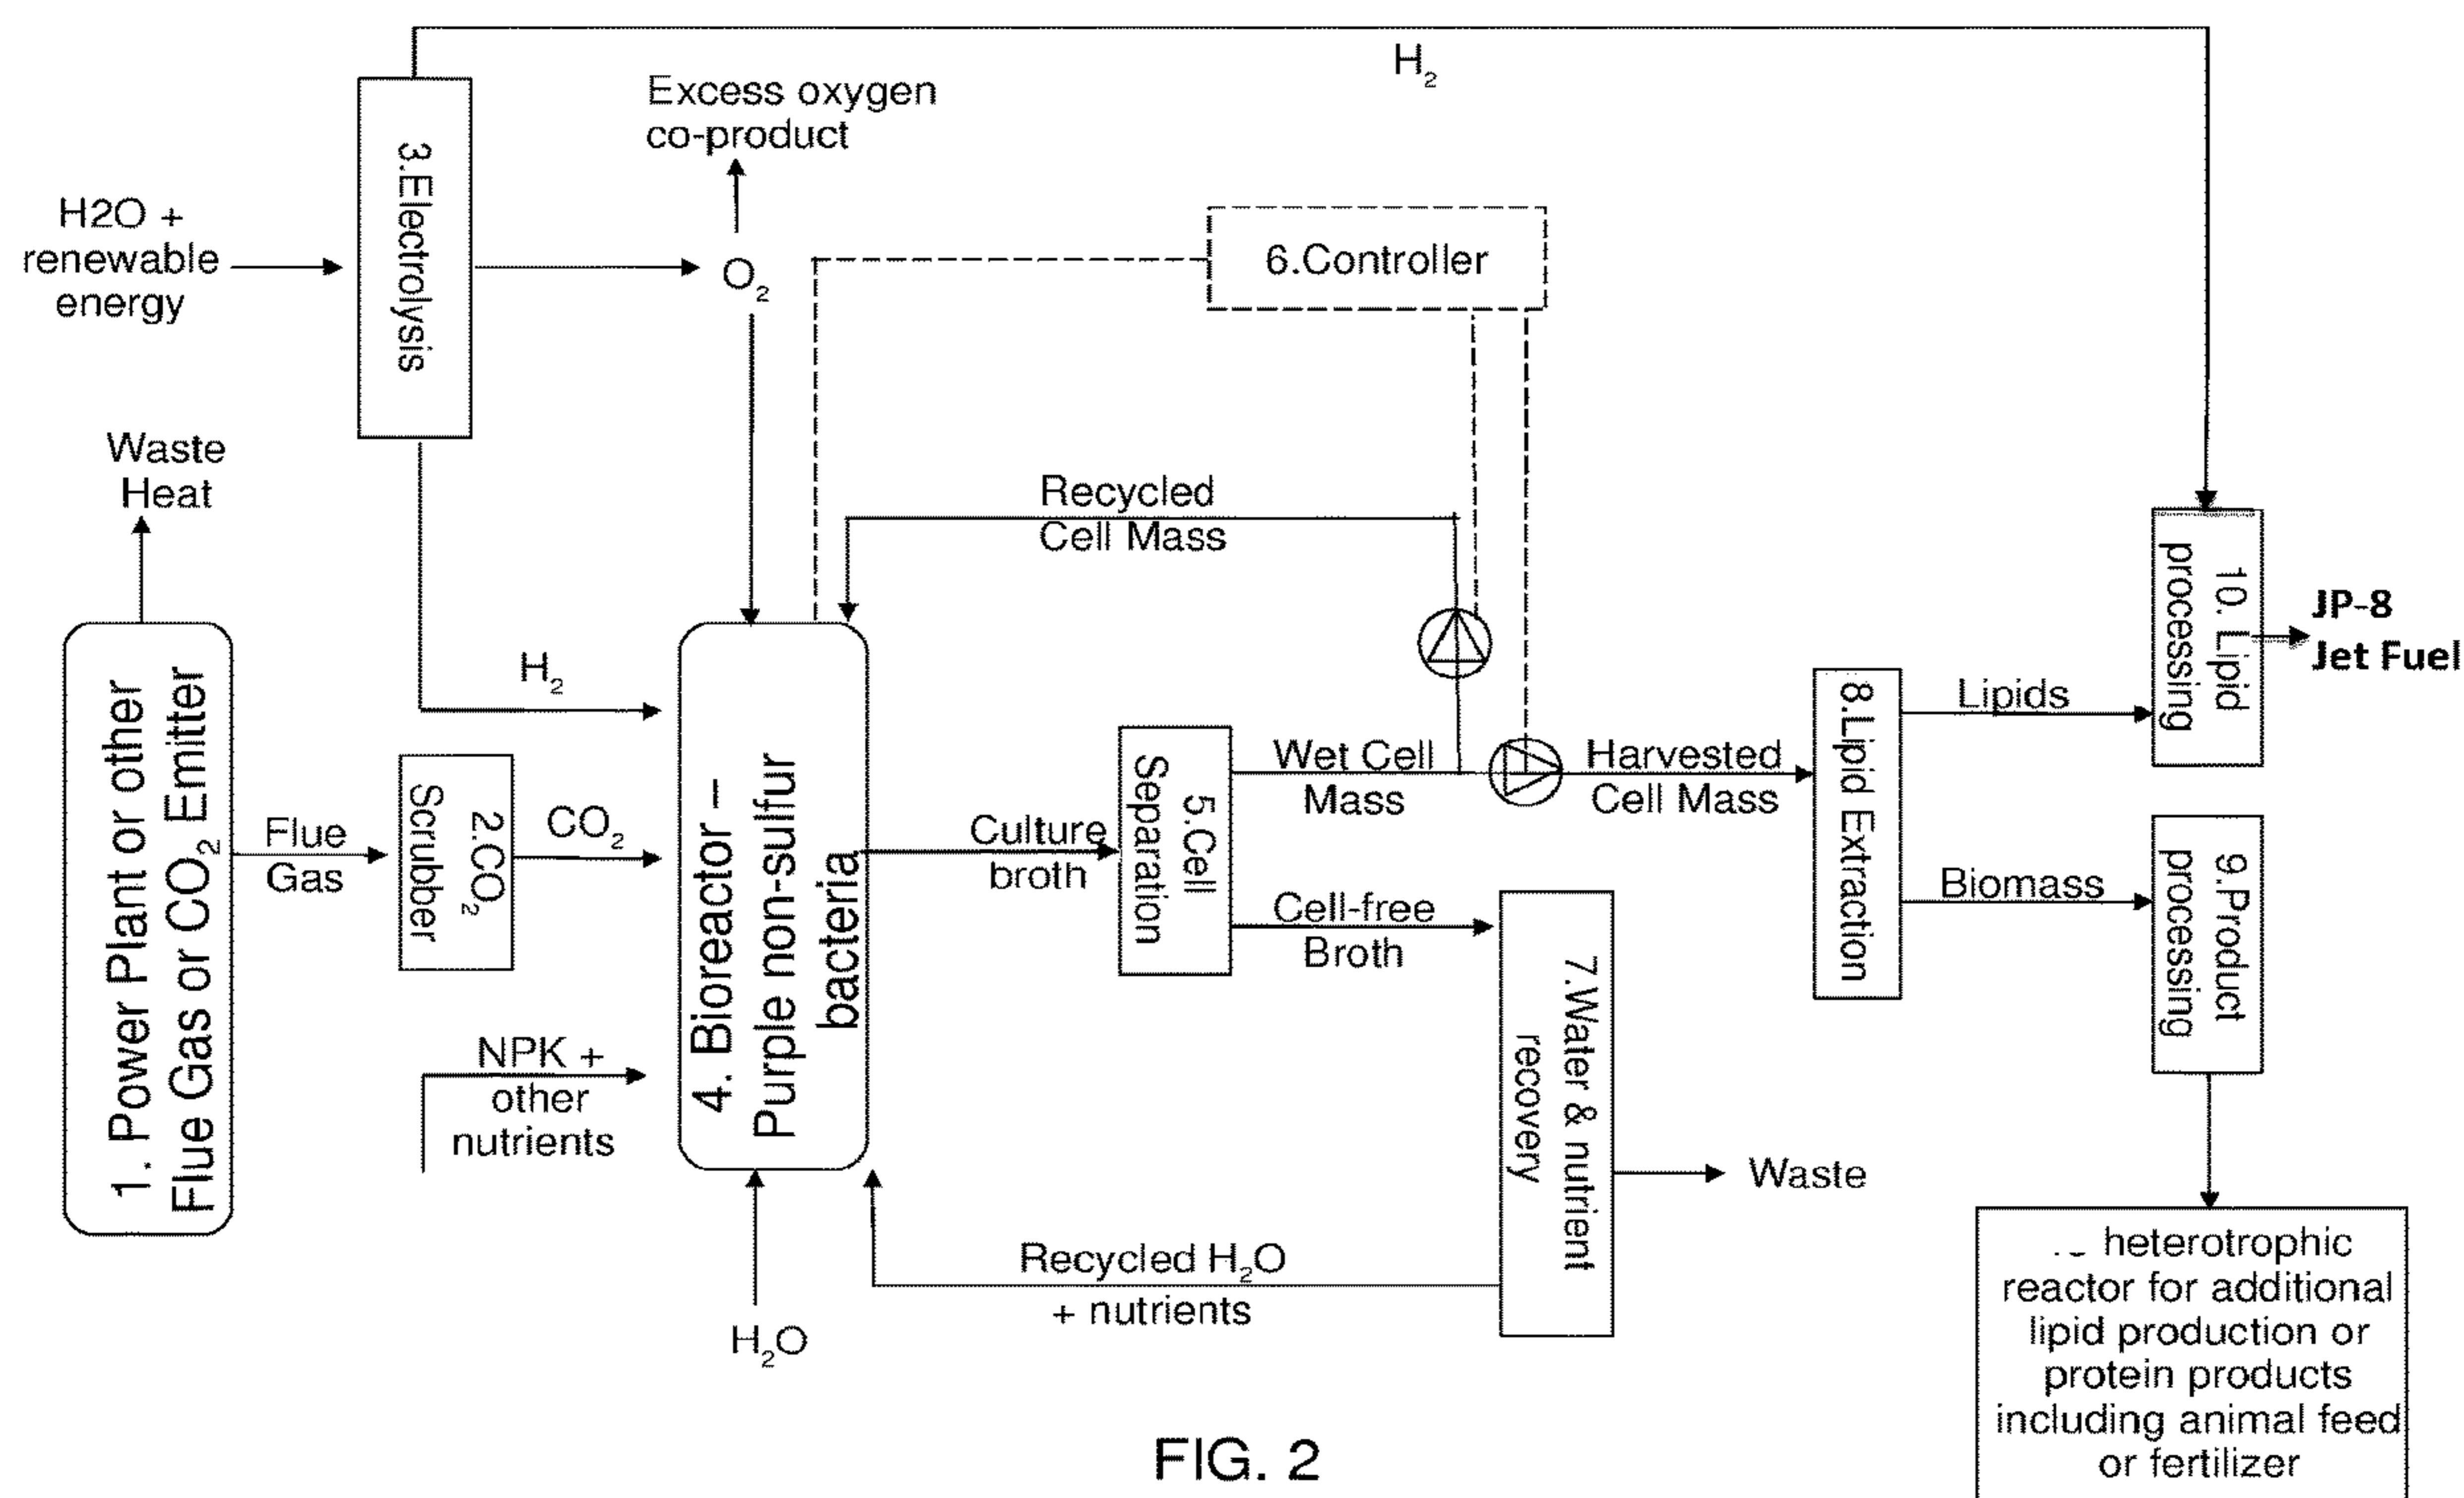 H₂
Excess oxygen
co-product
3.Electrolysis
H2O +
renewable
energy
O₂
6.Controller
Waste
Heat
Recycled
Cell Mass
10. Lipid
processing
JP-8
Jet Fuel
H₂
1. Power Plant or other
Flue Gas or CO₂ Emitter
Flue
Gas
2.CO₂
Scrubber
CO₂
4. Bioreactor –
Purple non-sulfur
bacteria
Culture
broth
5.Cell
Separation
Wet Cell
Mass
Harvested
Cell Mass
8.Lipid Extraction
Lipids
Biomass
9.Product
processing
Cell-free
Broth
7.Water & nutrient
recovery
NPK +
other
nutrients
Waste
Recycled H₂O
+ nutrients
H₂O
heterotrophic
reactor for additional
lipid production or
protein products
including animal feed
or fertilizer
FIG. 2